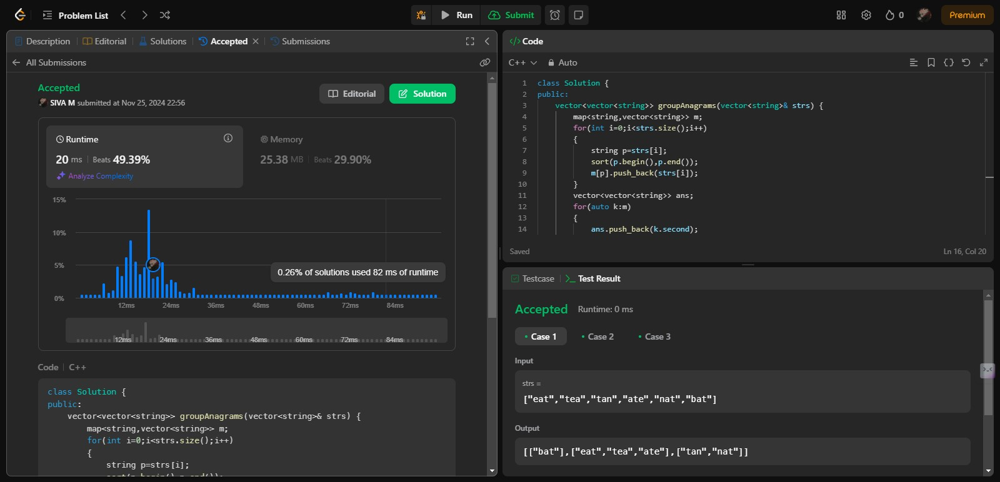 Problem List
Run
Submit
0
Premium
Description
Editorial
Solutions
Accepted
Submissions
All Submissions
Accepted
SIVA M submitted at Nov 25, 2024 22:56
Editorial
Solution
Runtime
20 ms Beats 49.39%
Analyze Complexity
Memory
25.38 MB Beats 29.90%
15%
10%
5%
0%
0.26% of solutions used 82 ms of runtime
12ms 24ms 36ms 48ms 60ms 72ms 84ms
12ms 24ms 36ms 48ms 60ms 72ms 84ms
Code C++
class Solution {
public:
vector<vector<string>> groupAnagrams(vector<string>& strs) {
map<string,vector<string>> m;
for(int i=0;i<strs.size();i++)
{
string p=strs[i];
sort(p.begin(),p.end());
</> Code
C++ Auto
1 class Solution {
2 public:
3 vector<vector<string>> groupAnagrams(vector<string>& strs) {
4 map<string,vector<string>> m;
5 for(int i=0;i<strs.size();i++)
6 {
7 string p=strs[i];
8 sort(p.begin(),p.end());
9 m[p].push_back(strs[i]);
10 }
11 vector<vector<string>> ans;
12 for(auto k:m)
13 {
14 ans.push_back(k.second);
Saved
Ln 16, Col 20
Testcase
Test Result
Accepted Runtime: 0 ms
• Case 1 • Case 2 • Case 3
Input
strs =
["eat","tea","tan","ate","nat","bat"]
Output
[["bat"],["eat","tea","ate"],["tan","nat"]]